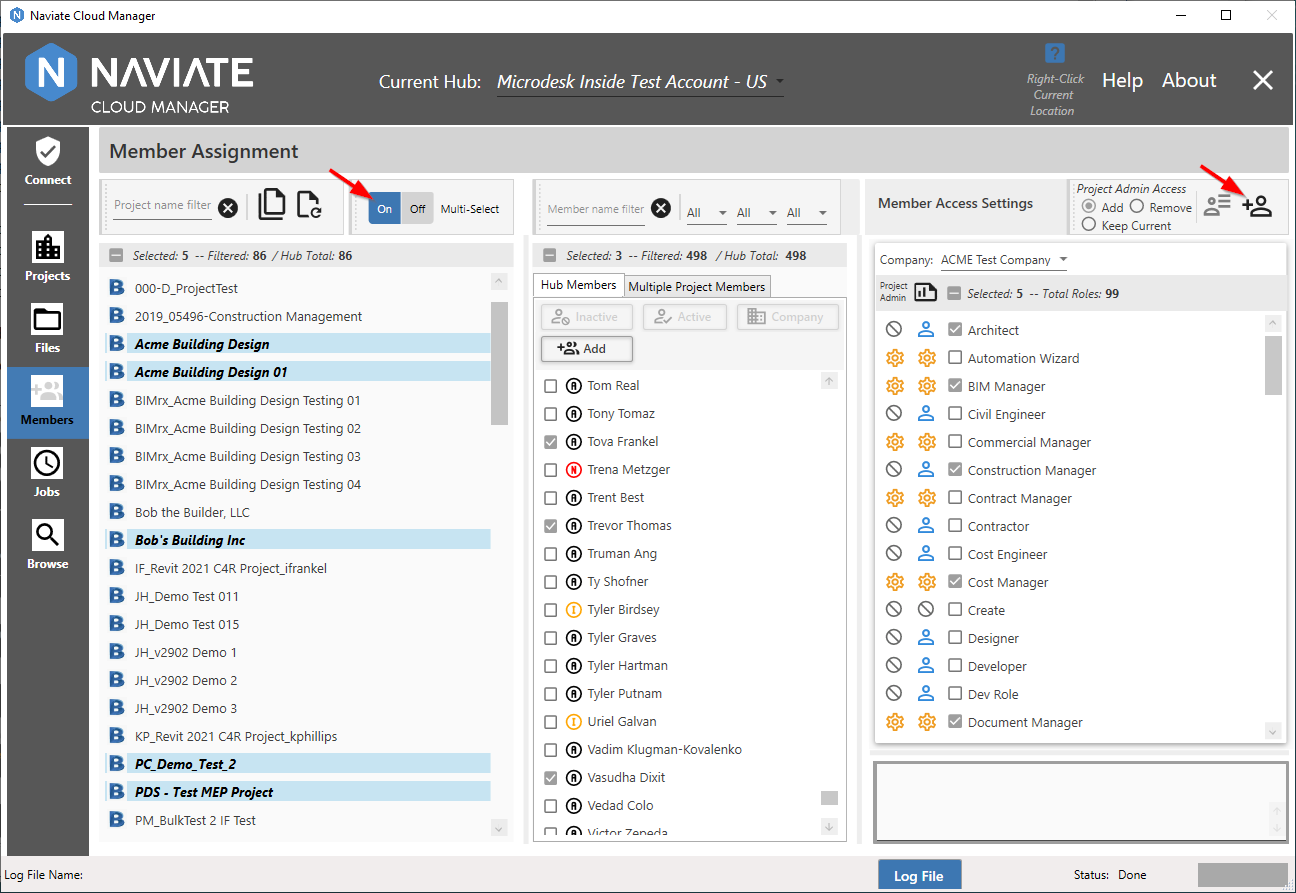 Naviate Cloud Manager
NAVIATE
CLOUD MANAGER
Current Hub: Microdesk Inside Test Account - US
?
Right-Click
Current
Location
Help About
Connect
Projects
Files
Members
Jobs
Browse
Member Assignment
Project name filter
On Off Multi-Select
Selected: 5 -- Filtered: 86 / Hub Total: 86
000-D_ProjectTest
2019_05496-Construction Management
Acme Building Design
Acme Building Design 01
BIMrx_Acme Building Design Testing 01
BIMrx_Acme Building Design Testing 02
BIMrx_Acme Building Design Testing 03
BIMrx_Acme Building Design Testing 04
Bob the Builder, LLC
Bob's Building Inc
IF_Revit 2021 C4R Project_ifrankel
JH_Demo Test 011
JH_Demo Test 015
JH_v2902 Demo 1
JH_v2902 Demo 2
JH_v2902 Demo 3
KP_Revit 2021 C4R Project_kphillips
PC_Demo_Test_2
PDS - Test MEP Project
PM_BulkTest 2 IF Test
Member name filter
All All All
Selected: 3 -- Filtered: 498 / Hub Total: 498
Hub Members Multiple Project Members
Inactive Active Company
Add
A Tom Real
A Tony Tomaz
A Tova Frankel
N Trena Metzger
A Trent Best
A Trevor Thomas
A Truman Ang
A Ty Shofner
I Tyler Birdsey
A Tyler Graves
A Tyler Hartman
A Tyler Putnam
I Uriel Galvan
A Vadim Klugman-Kovalenko
A Vasudha Dixit
A Vedad Colo
A Victor Zepeda
Member Access Settings
Project Admin Access
Add Remove
Keep Current
Company: ACME Test Company
Project
Admin
Selected: 5 -- Total Roles: 99
Architect
Automation Wizard
BIM Manager
Civil Engineer
Commercial Manager
Construction Manager
Contract Manager
Contractor
Cost Engineer
Cost Manager
Create
Designer
Developer
Dev Role
Document Manager
Log File Name:
Log File
Status: Done